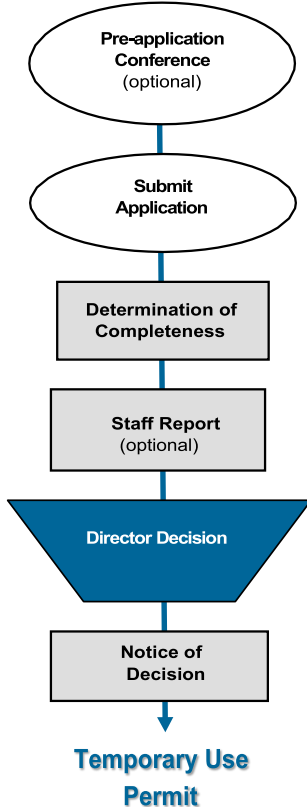 Pre-application
Conference
(optional)
Submit
Application
Determination of
Completeness
Staff Report
(optional)
Director Decision
Notice of
Decision
Temporary Use
Permit